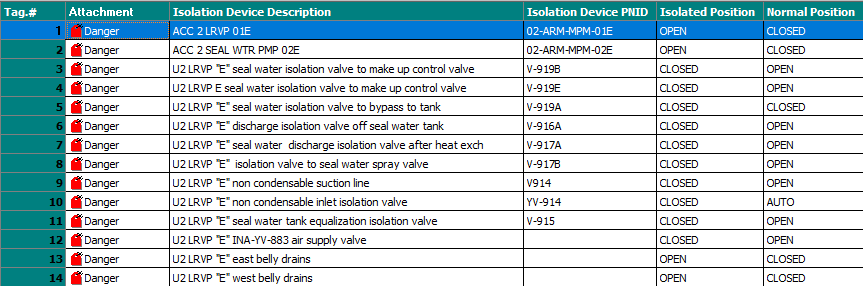 Tag.# Attachment Isolation Device Description Isolation Device PNID Isolated Position Normal Position
1 Danger ACC 2 LRVP 01E 02-ARM-MPM-01E OPEN CLOSED
2 Danger ACC 2 SEAL WTR PMP 02E 02-ARM-MPM-02E OPEN CLOSED
3 Danger U2 LRVP "E" seal water isolation valve to make up control valve V-919B CLOSED OPEN
4 Danger U2 LRVP E seal water isolation valve to make up control valve V-919E CLOSED OPEN
5 Danger U2 LRVP "E" seal water isolation valve to bypass to tank V-919A CLOSED CLOSED
6 Danger U2 LRVP "E" discharge isolation valve off seal water tank V-916A CLOSED OPEN
7 Danger U2 LRVP "E" seal water discharge isolation valve after heat exch V-917A CLOSED OPEN
8 Danger U2 LRVP "E" isolation valve to seal water spray valve V-917B CLOSED OPEN
9 Danger U2 LRVP "E" non condensable suction line V914 CLOSED OPEN
10 Danger U2 LRVP "E" non condensable inlet isolation valve YV-914 CLOSED AUTO
11 Danger U2 LRVP "E" seal water tank equalization isolation valve V-915 CLOSED OPEN
12 Danger U2 LRVP "E" INA-YV-883 air supply valve CLOSED OPEN
13 Danger U2 LRVP "E" east belly drains OPEN CLOSED
14 Danger U2 LRVP "E" west belly drains OPEN CLOSED